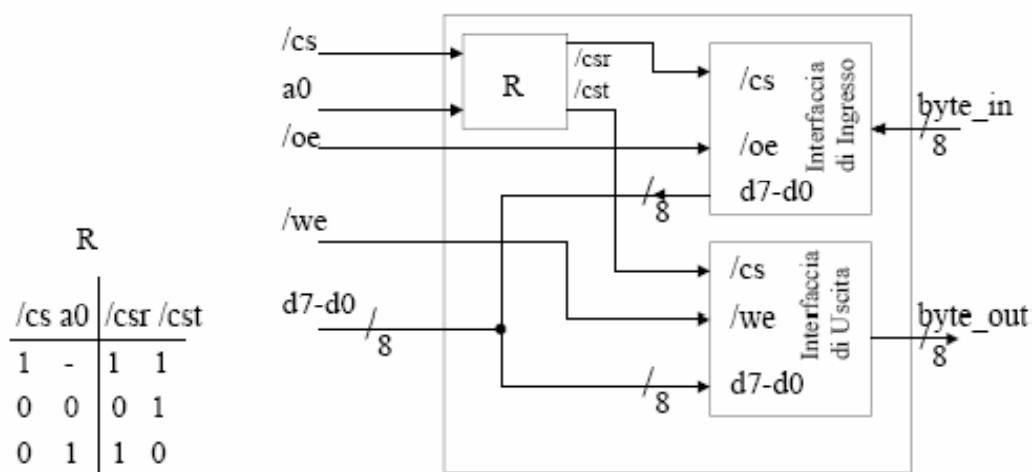 /cs
a0
/oe
/we
d7-d0
8
R
/csr
/cst
/cs
/oe
d7-d0
Interfaccia
di Ingresso
8
byte_in
8
/cs
/we
d7-d0
Interfaccia
di Uscita
8
byte_out
8
R
/cs a0 /csr /cst
1 - 1 1
0 0 0 1
0 1 1 0